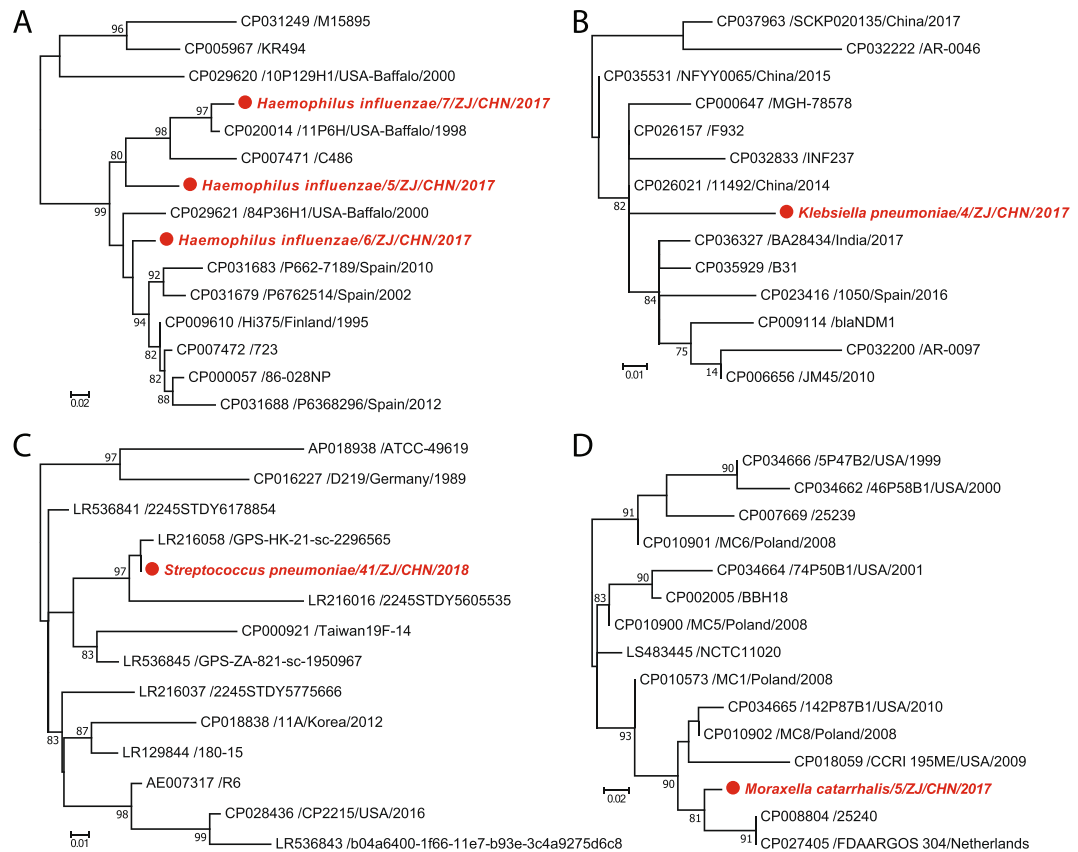 A
CP031249 /M15895
96
CP005967 /KR494
CP029620 /10P129H1/USA-Baffalo/2000
Haemophilus influenzae/7/ZJ/CHN/2017
97
CP020014 /11P6H/USA-Baffalo/1998
98
CP007471 /C486
80
Haemophilus influenzae/5/ZJ/CHN/2017
99
CP029621 /84P36H1/USA-Baffalo/2000
Haemophilus influenzae/6/ZJ/CHN/2017
CP031683 /P662-7189/Spain/2010
92
CP031679 /P6762514/Spain/2002
94
CP009610 /Hi375/Finland/1995
82
CP007472 /723
82
CP000057 /86-028NP
88
CP031688 /P6368296/Spain/2012
0.02
B
CP037963 /SCKP020135/China/2017
CP032222 /AR-0046
CP035531 /NFYY0065/China/2015
CP000647 /MGH-78578
CP026157 /F932
CP032833 /INF237
CP026021 /11492/China/2014
82
Klebsiella pneumoniae/4/ZJ/CHN/2017
CP036327 /BA28434/India/2017
CP035929 /B31
84
CP023416 /1050/Spain/2016
CP009114 /blaNDM1
75
CP032200 /AR-0097
14
CP006656 /JM45/2010
0.01
C
AP018938 /ATCC-49619
97
CP016227 /D219/Germany/1989
LR536841 /2245STDY6178854
LR216058 /GPS-HK-21-sc-2296565
97
Streptococcus pneumoniae/41/ZJ/CHN/2018
LR216016 /2245STDY5605535
CP000921 /Taiwan19F-14
83
LR536845 /GPS-ZA-821-sc-1950967
LR216037 /2245STDY5775666
83
CP018838 /11A/Korea/2012
87
LR129844 /180-15
AE007317 /R6
98
CP028436 /CP2215/USA/2016
99
LR536843 /b04a6400-1f66-11e7-b93e-3c4a9275d6c8
0.01
D
CP034666 /5P47B2/USA/1999
90
CP034662 /46P58B1/USA/2000
91
CP007669 /25239
CP010901 /MC6/Poland/2008
CP034664 /74P50B1/USA/2001
90
CP002005 /BBH18
83
CP010900 /MC5/Poland/2008
LS483445 /NCTC11020
CP010573 /MC1/Poland/2008
93
CP034665 /142P87B1/USA/2010
CP010902 /MC8/Poland/2008
CP018059 /CCRI 195ME/USA/2009
90
Moraxella catarrhalis/5/ZJ/CHN/2017
81
CP008804 /25240
91
CP027405 /FDAARGOS 304/Netherlands
0.02